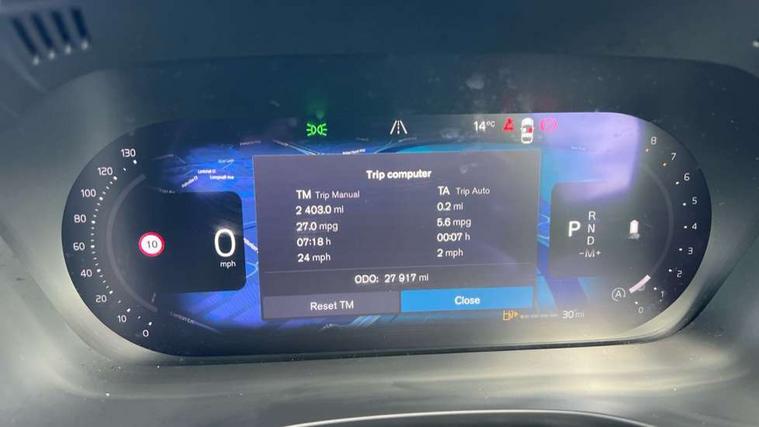 14°C
Trip computer
TM Trip Manual
2 403.0 mi
27.0 mpg
07:18 h
24 mph
TA Trip Auto
0.2 mi
5.6 mpg
00:07 h
2 mph
ODO: 27 917 mi
Reset TM
Close
130
120
100
80
60
40
20
10
0
10
0
mph
P
R
N
D
-M+
8
7
6
5
4
3
2
1
0
A
30 mi